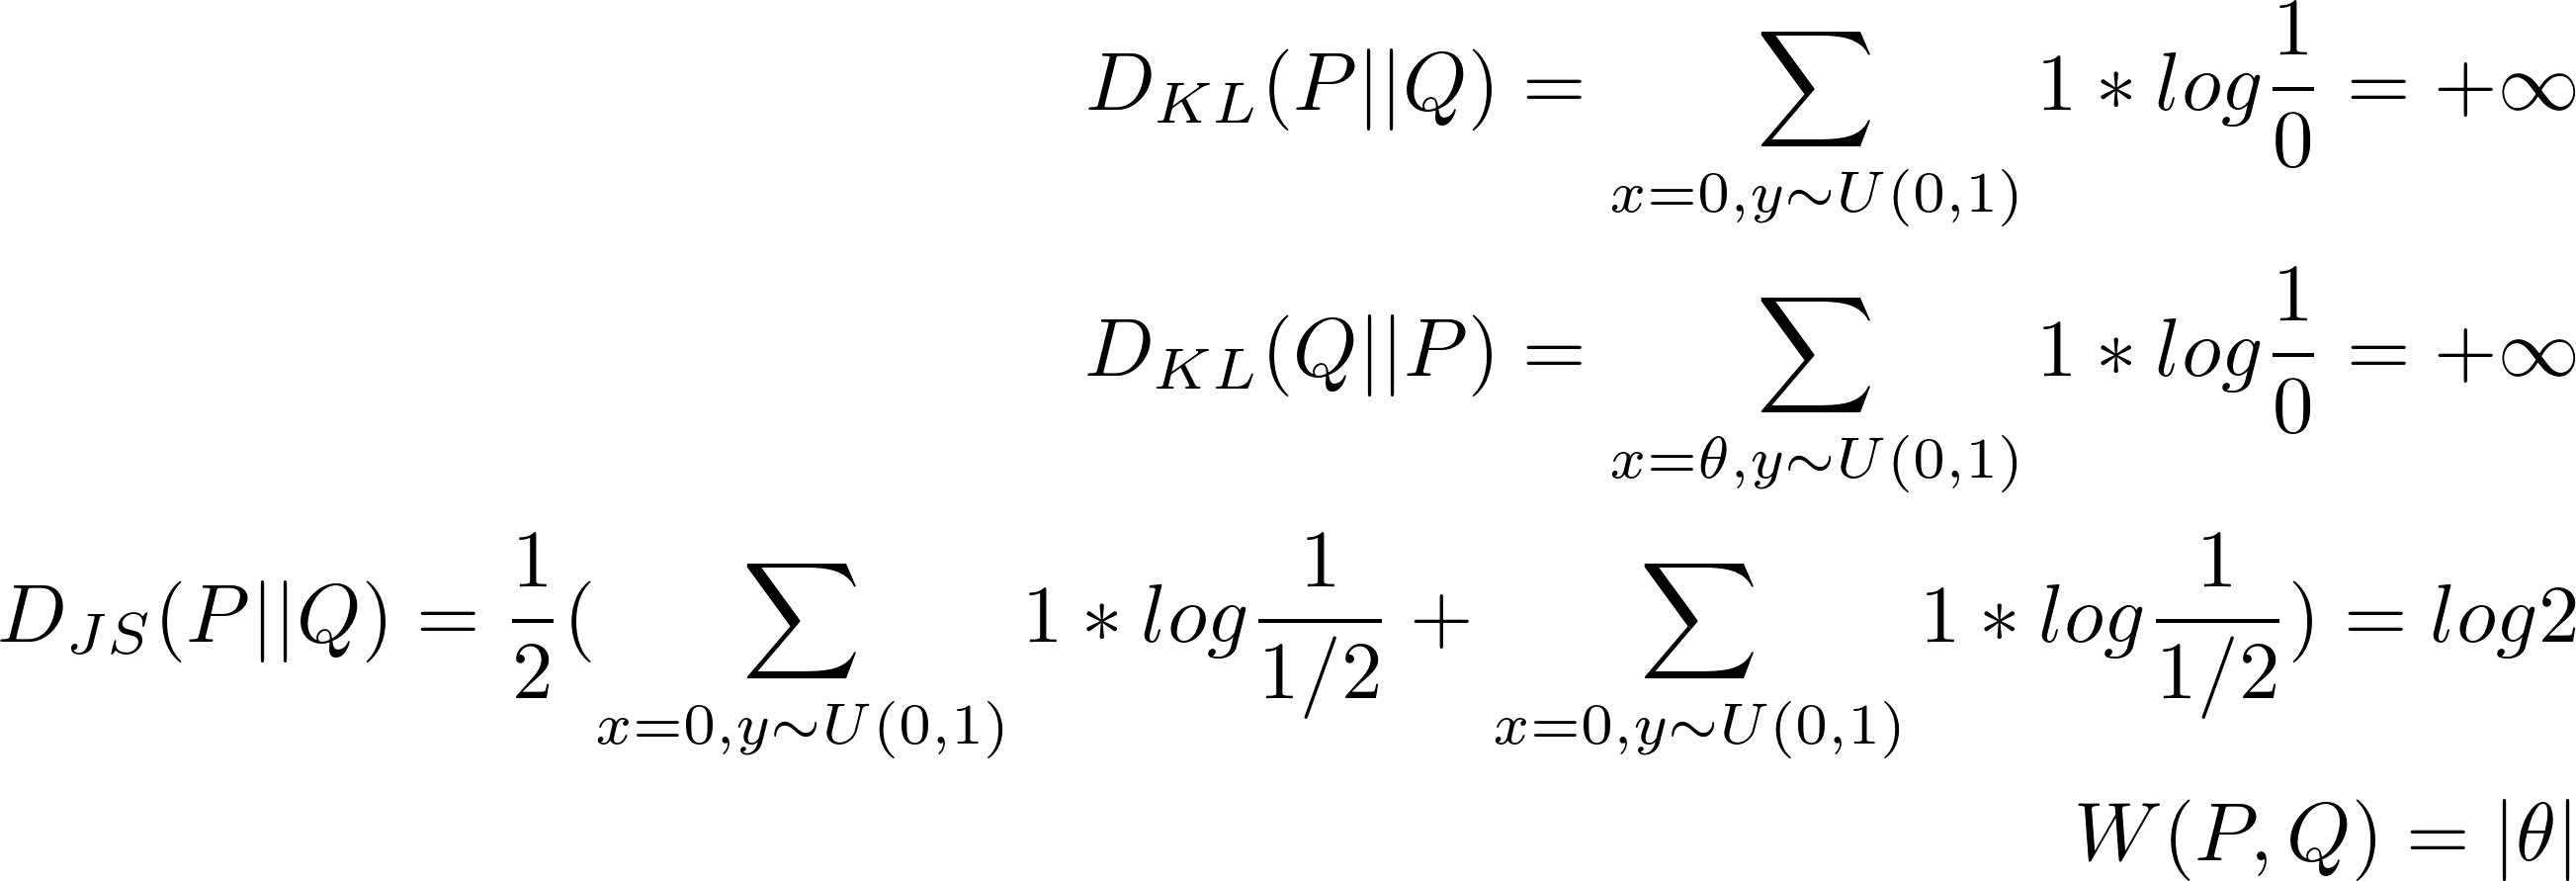 $D_{KL}(P||Q) = \sum_{x=0,y\sim U(0,1)} 1 * log\frac{1}{0} = +\infty$
$D_{KL}(Q||P) = \sum_{x=\theta,y\sim U(0,1)} 1 * log\frac{1}{0} = +\infty$
$D_{JS}(P||Q) = \frac{1}{2}(\sum_{x=0,y\sim U(0,1)} 1 * log\frac{1}{1/2} + \sum_{x=0,y\sim U(0,1)} 1 * log\frac{1}{1/2}) = log2$
$W(P,Q) = |\theta|$